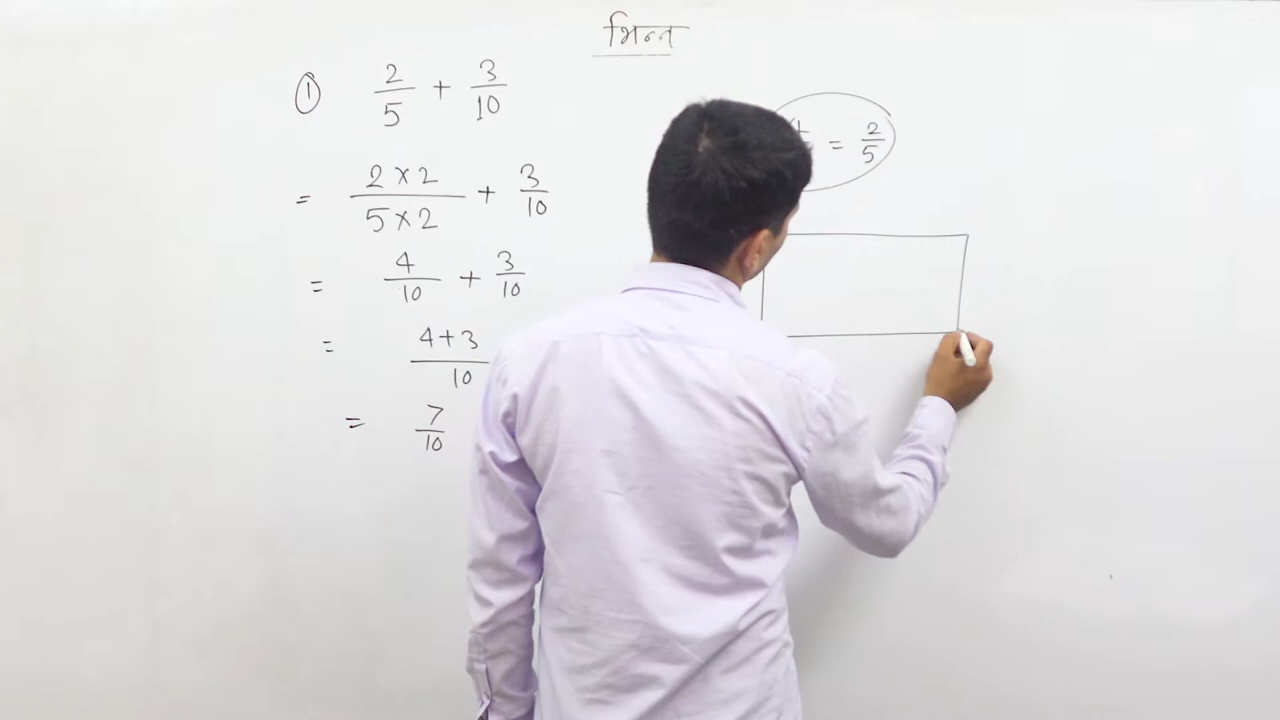 भिन्न
① 2/5 + 3/10
= 2×2/5×2 + 3/10
= 4/10 + 3/10
= 4+3/10
= 7/10
= 2/5